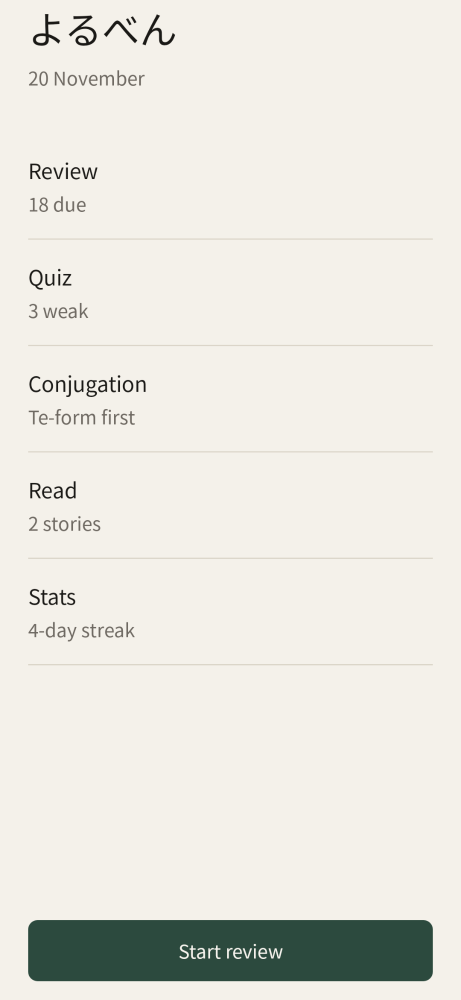 よるべん
20 November
Review
18 due
Quiz
3 weak
Conjugation
Te-form first
Read
2 stories
Stats
4-day streak
Start review